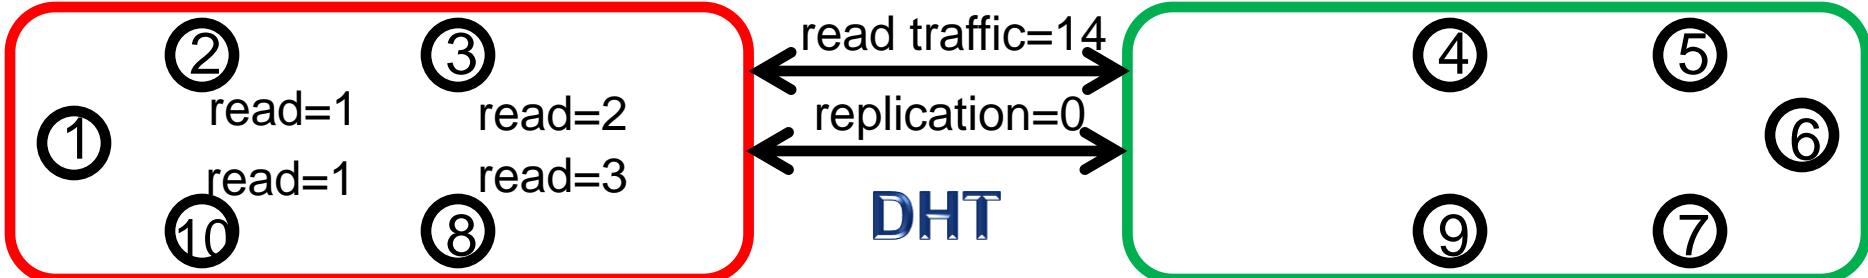 2
3
read traffic=14
4
5
read=1
read=2
replication=0
1
6
read=1
read=3
DHT
10
8
9
7